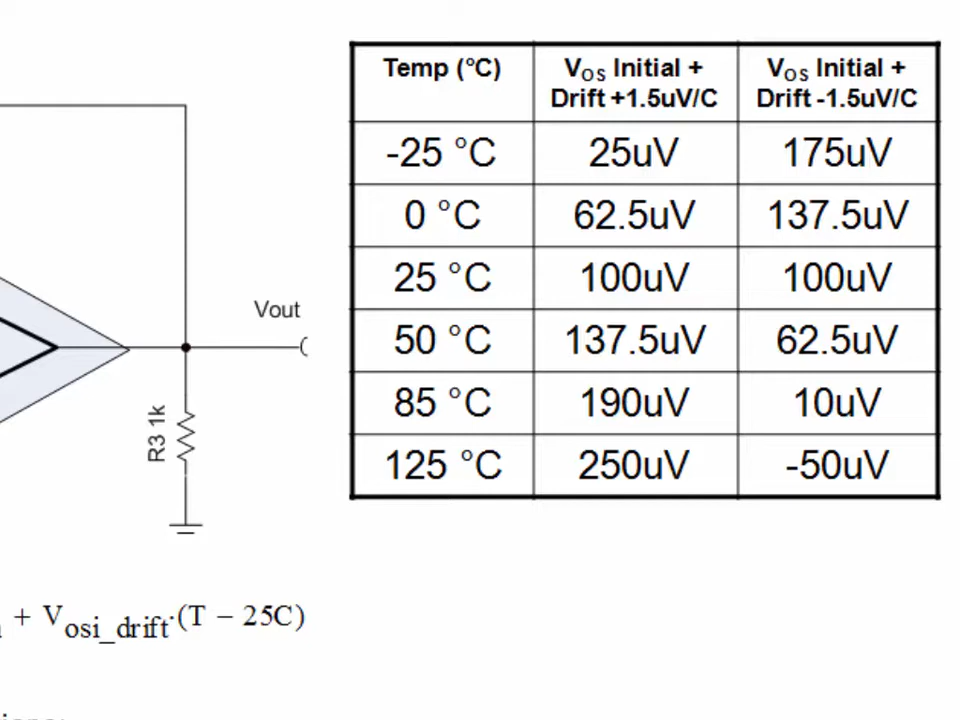 Temp (°C) VOS Initial + Drift +1.5uV/C VOS Initial + Drift -1.5uV/C
-25 °C 25uV 175uV
0 °C 62.5uV 137.5uV
25 °C 100uV 100uV
50 °C 137.5uV 62.5uV
85 °C 190uV 10uV
125 °C 250uV -50uV
Vout
R3 1k
+ Vosi_drift·(T − 25C)